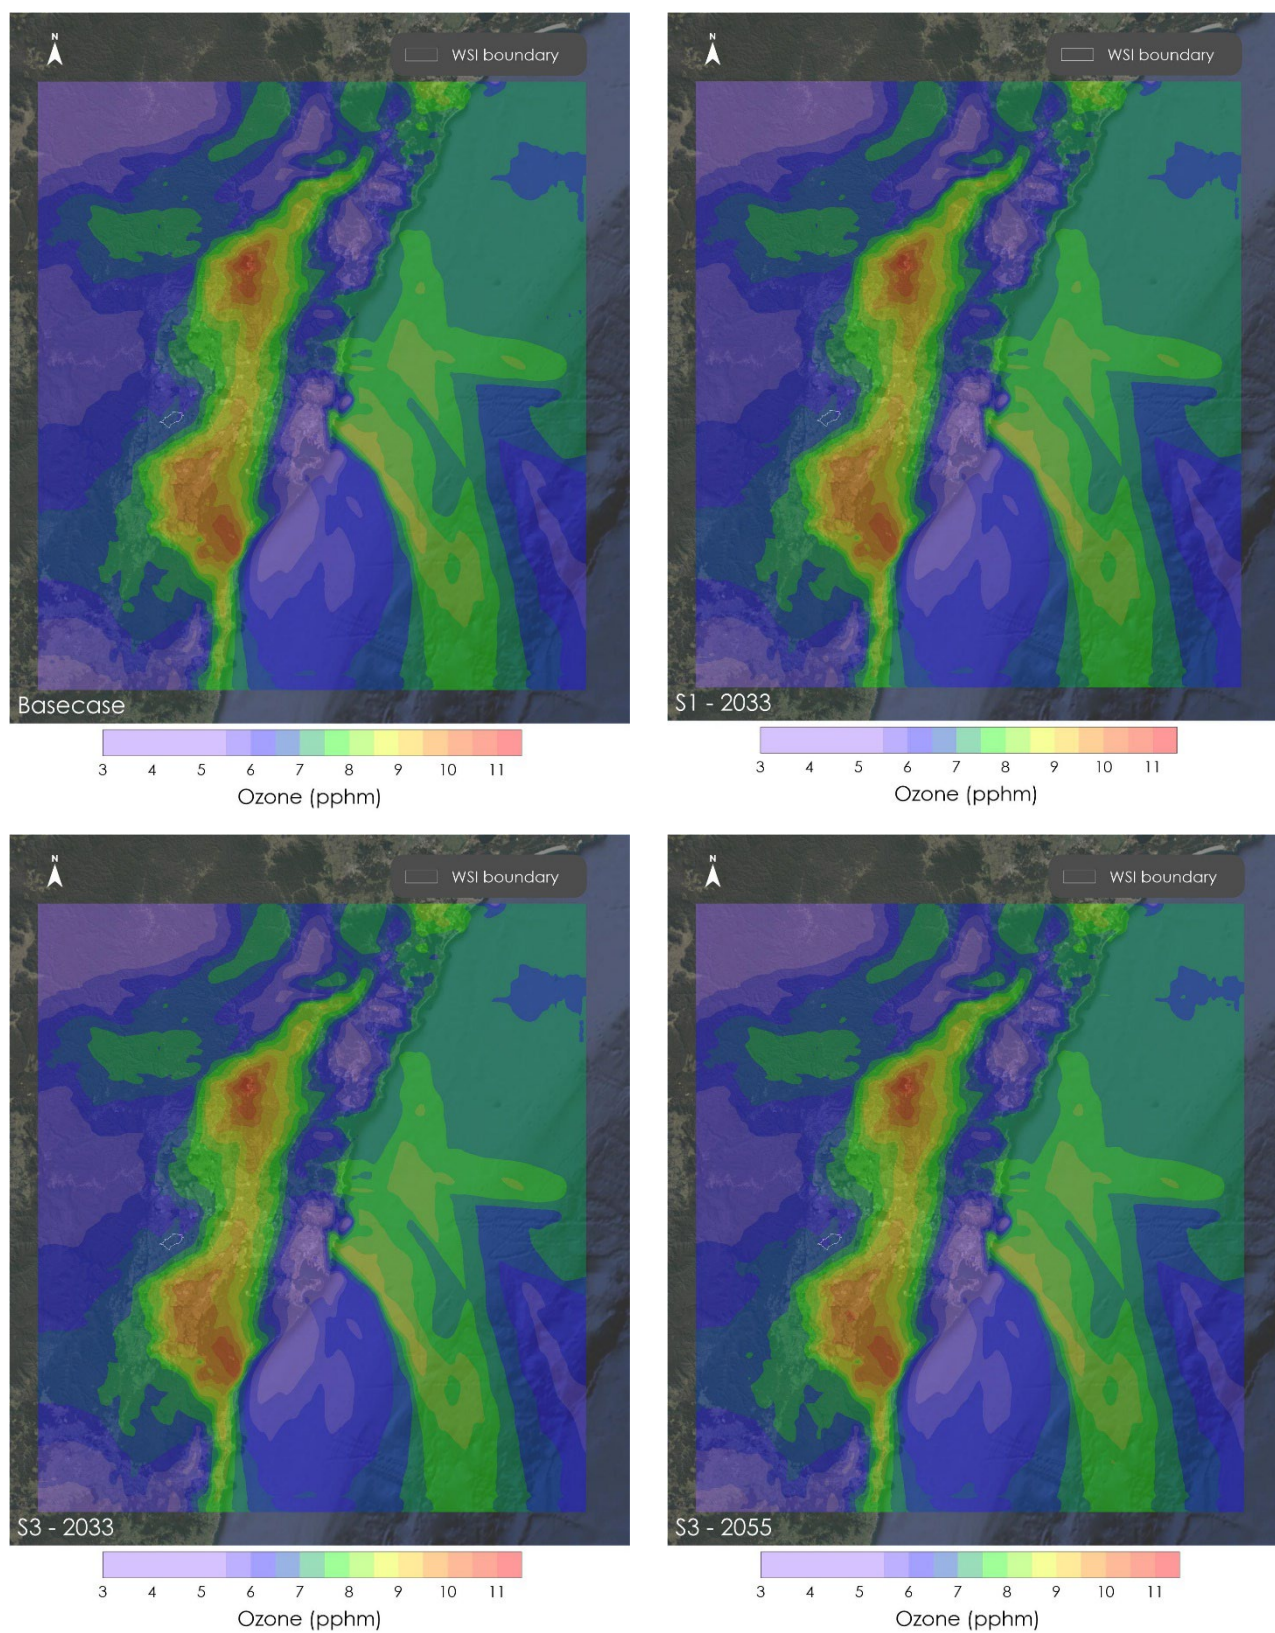 N
WSI boundary
Basecase
3 4 5 6 7 8 9 10 11
Ozone (pphm)
N
WSI boundary
S1 - 2033
3 4 5 6 7 8 9 10 11
Ozone (pphm)
N
WSI boundary
S3 - 2033
3 4 5 6 7 8 9 10 11
Ozone (pphm)
N
WSI boundary
S3 - 2055
3 4 5 6 7 8 9 10 11
Ozone (pphm)